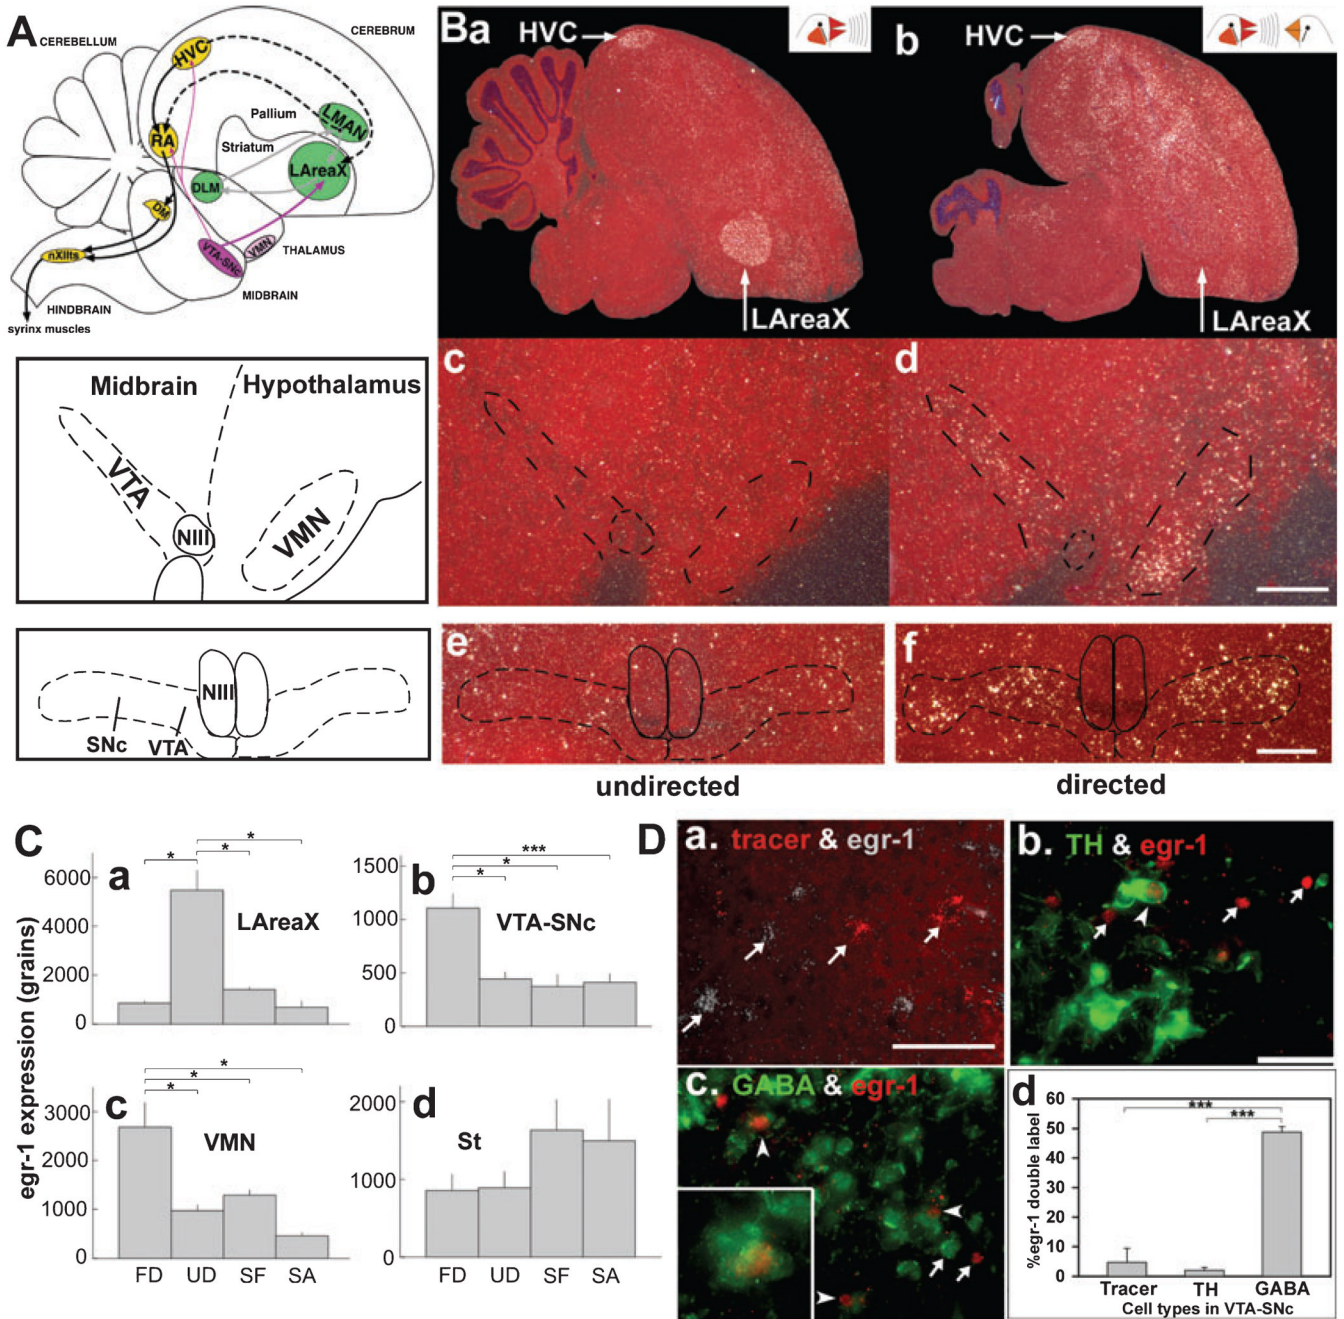 A
CEREBELLUM
CEREBRUM
HVC
Pallium
LMAN
RA
Striatum
LAreaX
DLM
DM
VTA-SNc
VMN
THALAMUS
nXIIts
MIDBRAIN
HINDBRAIN
syrinx muscles
Ba
HVC
LAreaX
b
HVC
LAreaX
Midbrain
Hypothalamus
VTA
NIII
VMN
c
d
NIII
SNc
VTA
e
f
undirected
directed
C
egr-1 expression (grains)
a
LAreaX
*
*
*
6000
4000
2000
0
b
VTA-SNc
***
*
*
1500
1000
500
0
c
VMN
*
*
*
3000
2000
1000
0
FD
UD
SF
SA
d
St
2000
1000
0
FD
UD
SF
SA
D
a. tracer & egr-1
b. TH & egr-1
c. GABA & egr-1
d
***
***
60
50
40
30
20
10
0
%egr-1 double label
Tracer
TH
GABA
Cell types in VTA-SNc